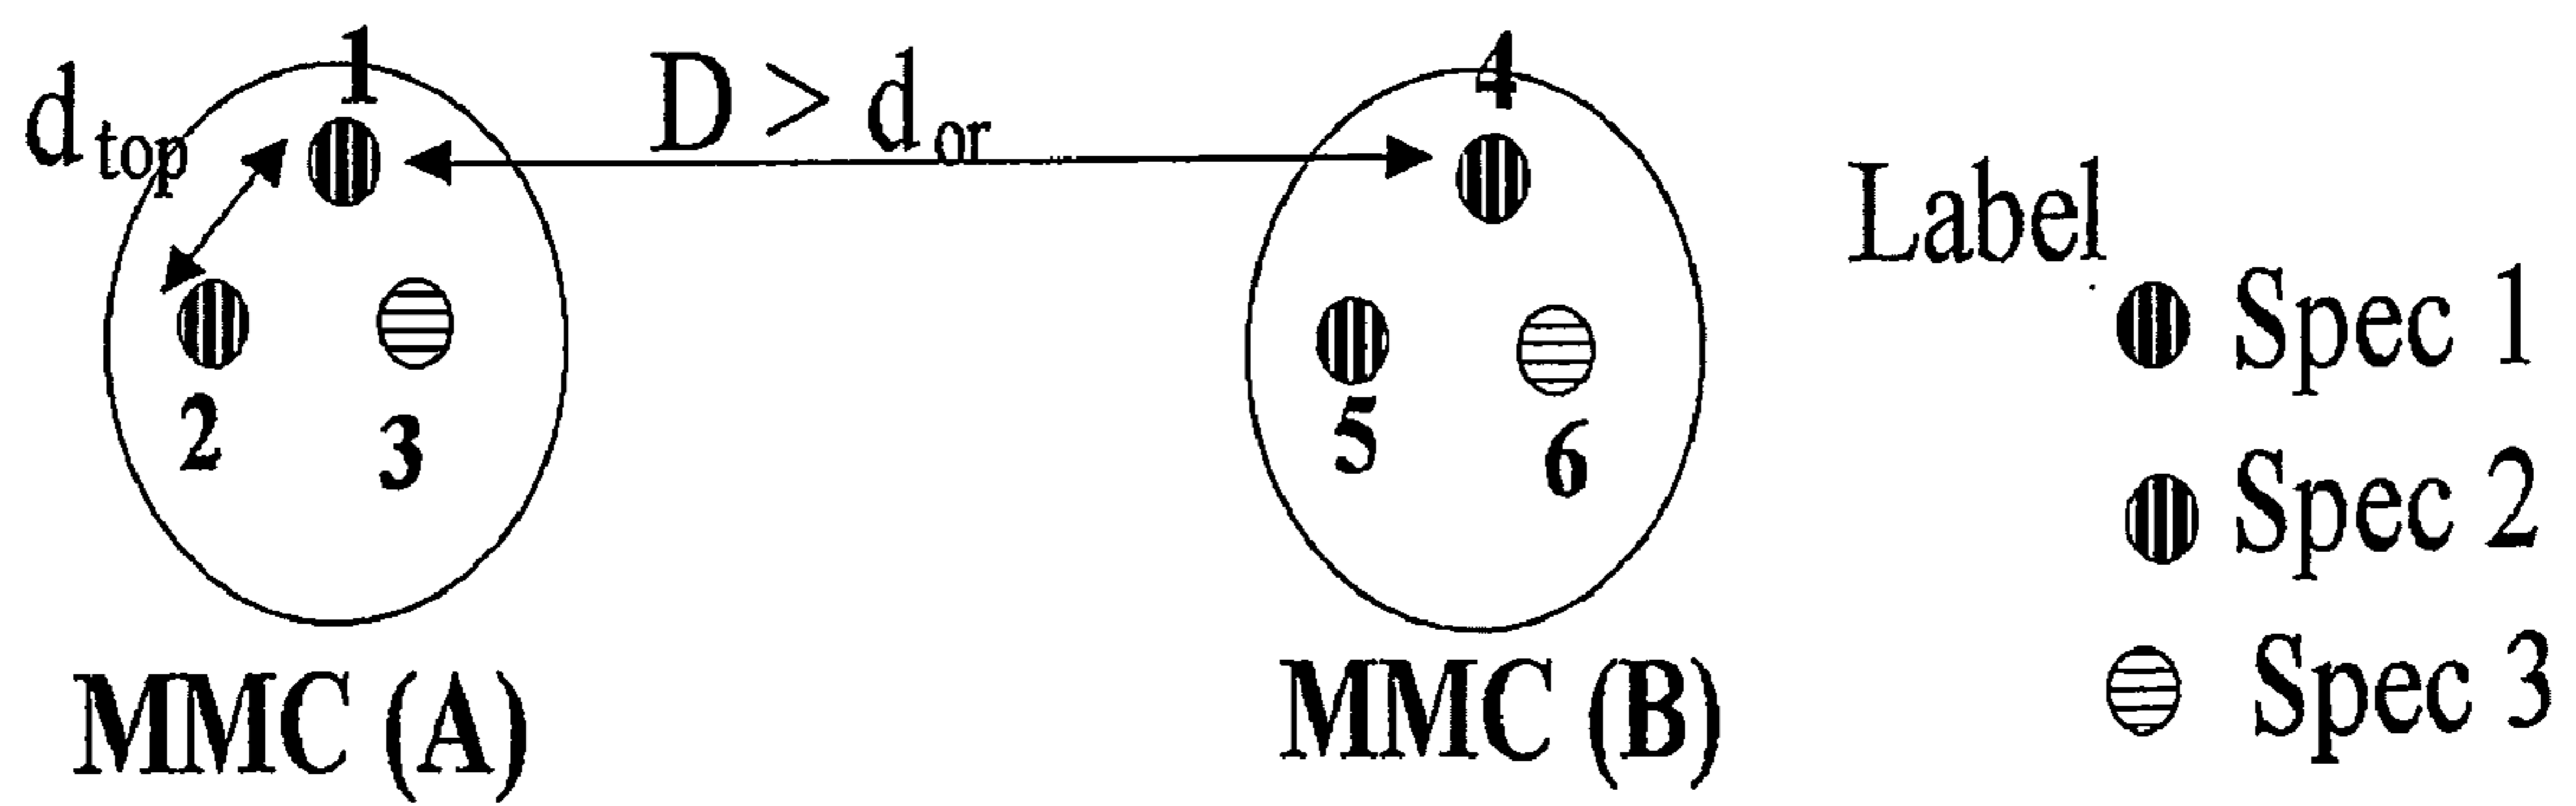 1
d top
D > d or
4
Label
2
3
5
6
Spec 1
Spec 2
Spec 3
MMC (A)
MMC (B)